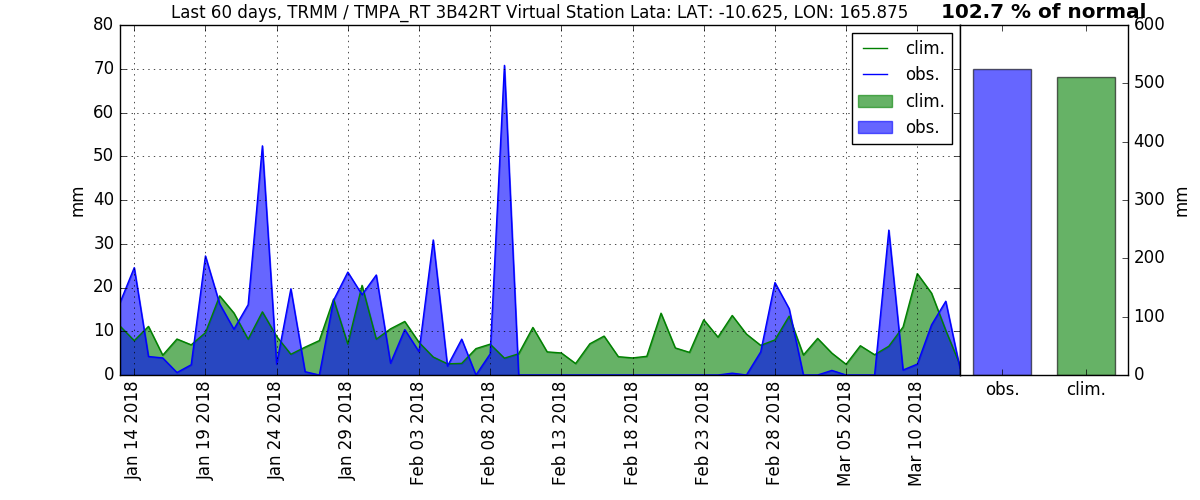 Last 60 days, TRMM / TMPA_RT 3B42RT Virtual Station Lata: LAT: -10.625, LON: 165.875
102.7 % of normal
80
70
60
50
40
30
20
10
0
mm
clim.
obs.
clim.
obs.
600
500
400
300
200
100
0
mm
obs.
clim.
Jan 14 2018
Jan 19 2018
Jan 24 2018
Jan 29 2018
Feb 03 2018
Feb 08 2018
Feb 13 2018
Feb 18 2018
Feb 23 2018
Feb 28 2018
Mar 05 2018
Mar 10 2018